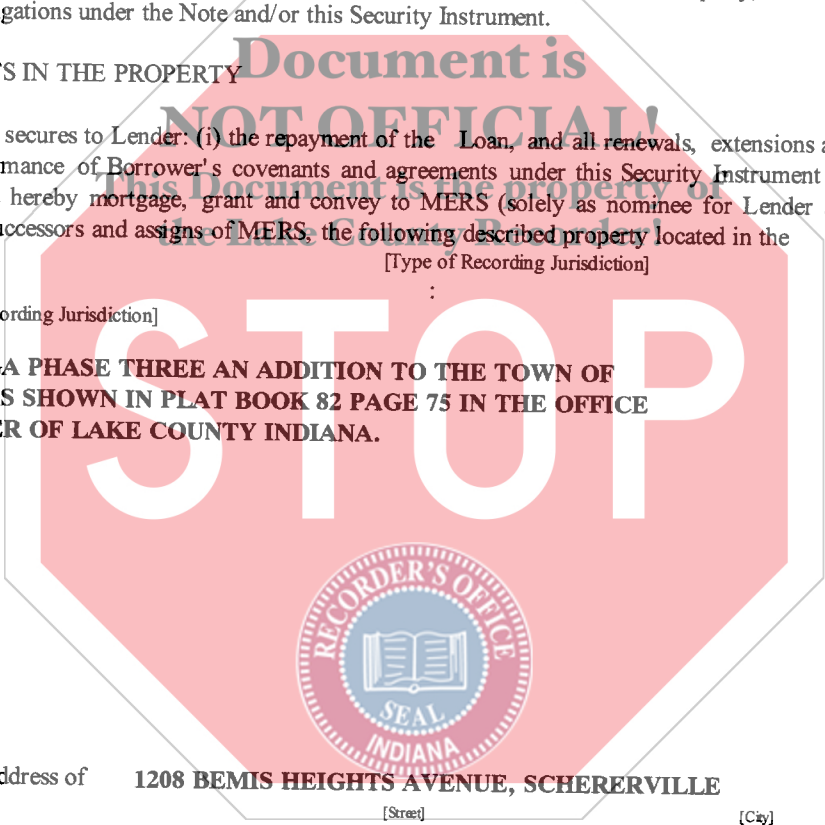 gations under the Note and/or this Security Instrument.
Document is
'S IN THE PROPERTY
NOT OFFICIAL!
secures to Lender: (i) the repayment of the Loan, and all renewals, extensions a
mance of Borrower's covenants and agreements under this Security Instrument
This Document is the property of
hereby mortgage, grant and convey to MERS (solely as nominee for Lender
uccessors and assigns of MERS, the following described property located in the
the Lake County Recorder!
[Type of Recording Jurisdiction]
:
ording Jurisdiction]
STOP
A PHASE THREE AN ADDITION TO THE TOWN OF
S SHOWN IN PLAT BOOK 82 PAGE 75 IN THE OFFICE
ER OF LAKE COUNTY INDIANA.
RECORDER'S OFFICE
SEAL
INDIANA
ddress of 1208 BEMIS HEIGHTS AVENUE, SCHERERVILLE
[Street] [City]